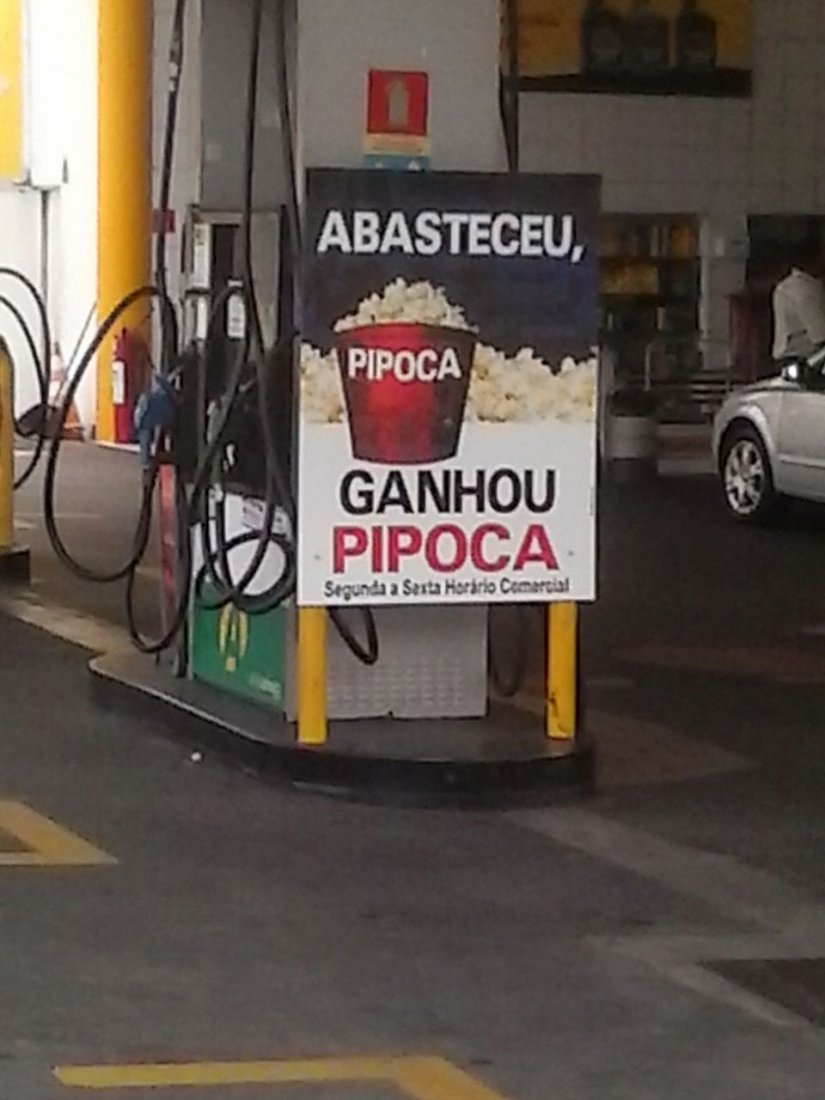 ABASTECEU,
PIPOCA
GANHOU
PIPOCA
Segunda a Sexta Horário Comercial